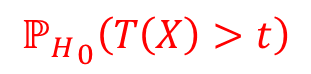 ℙ_{H_0}(T(X) > t)